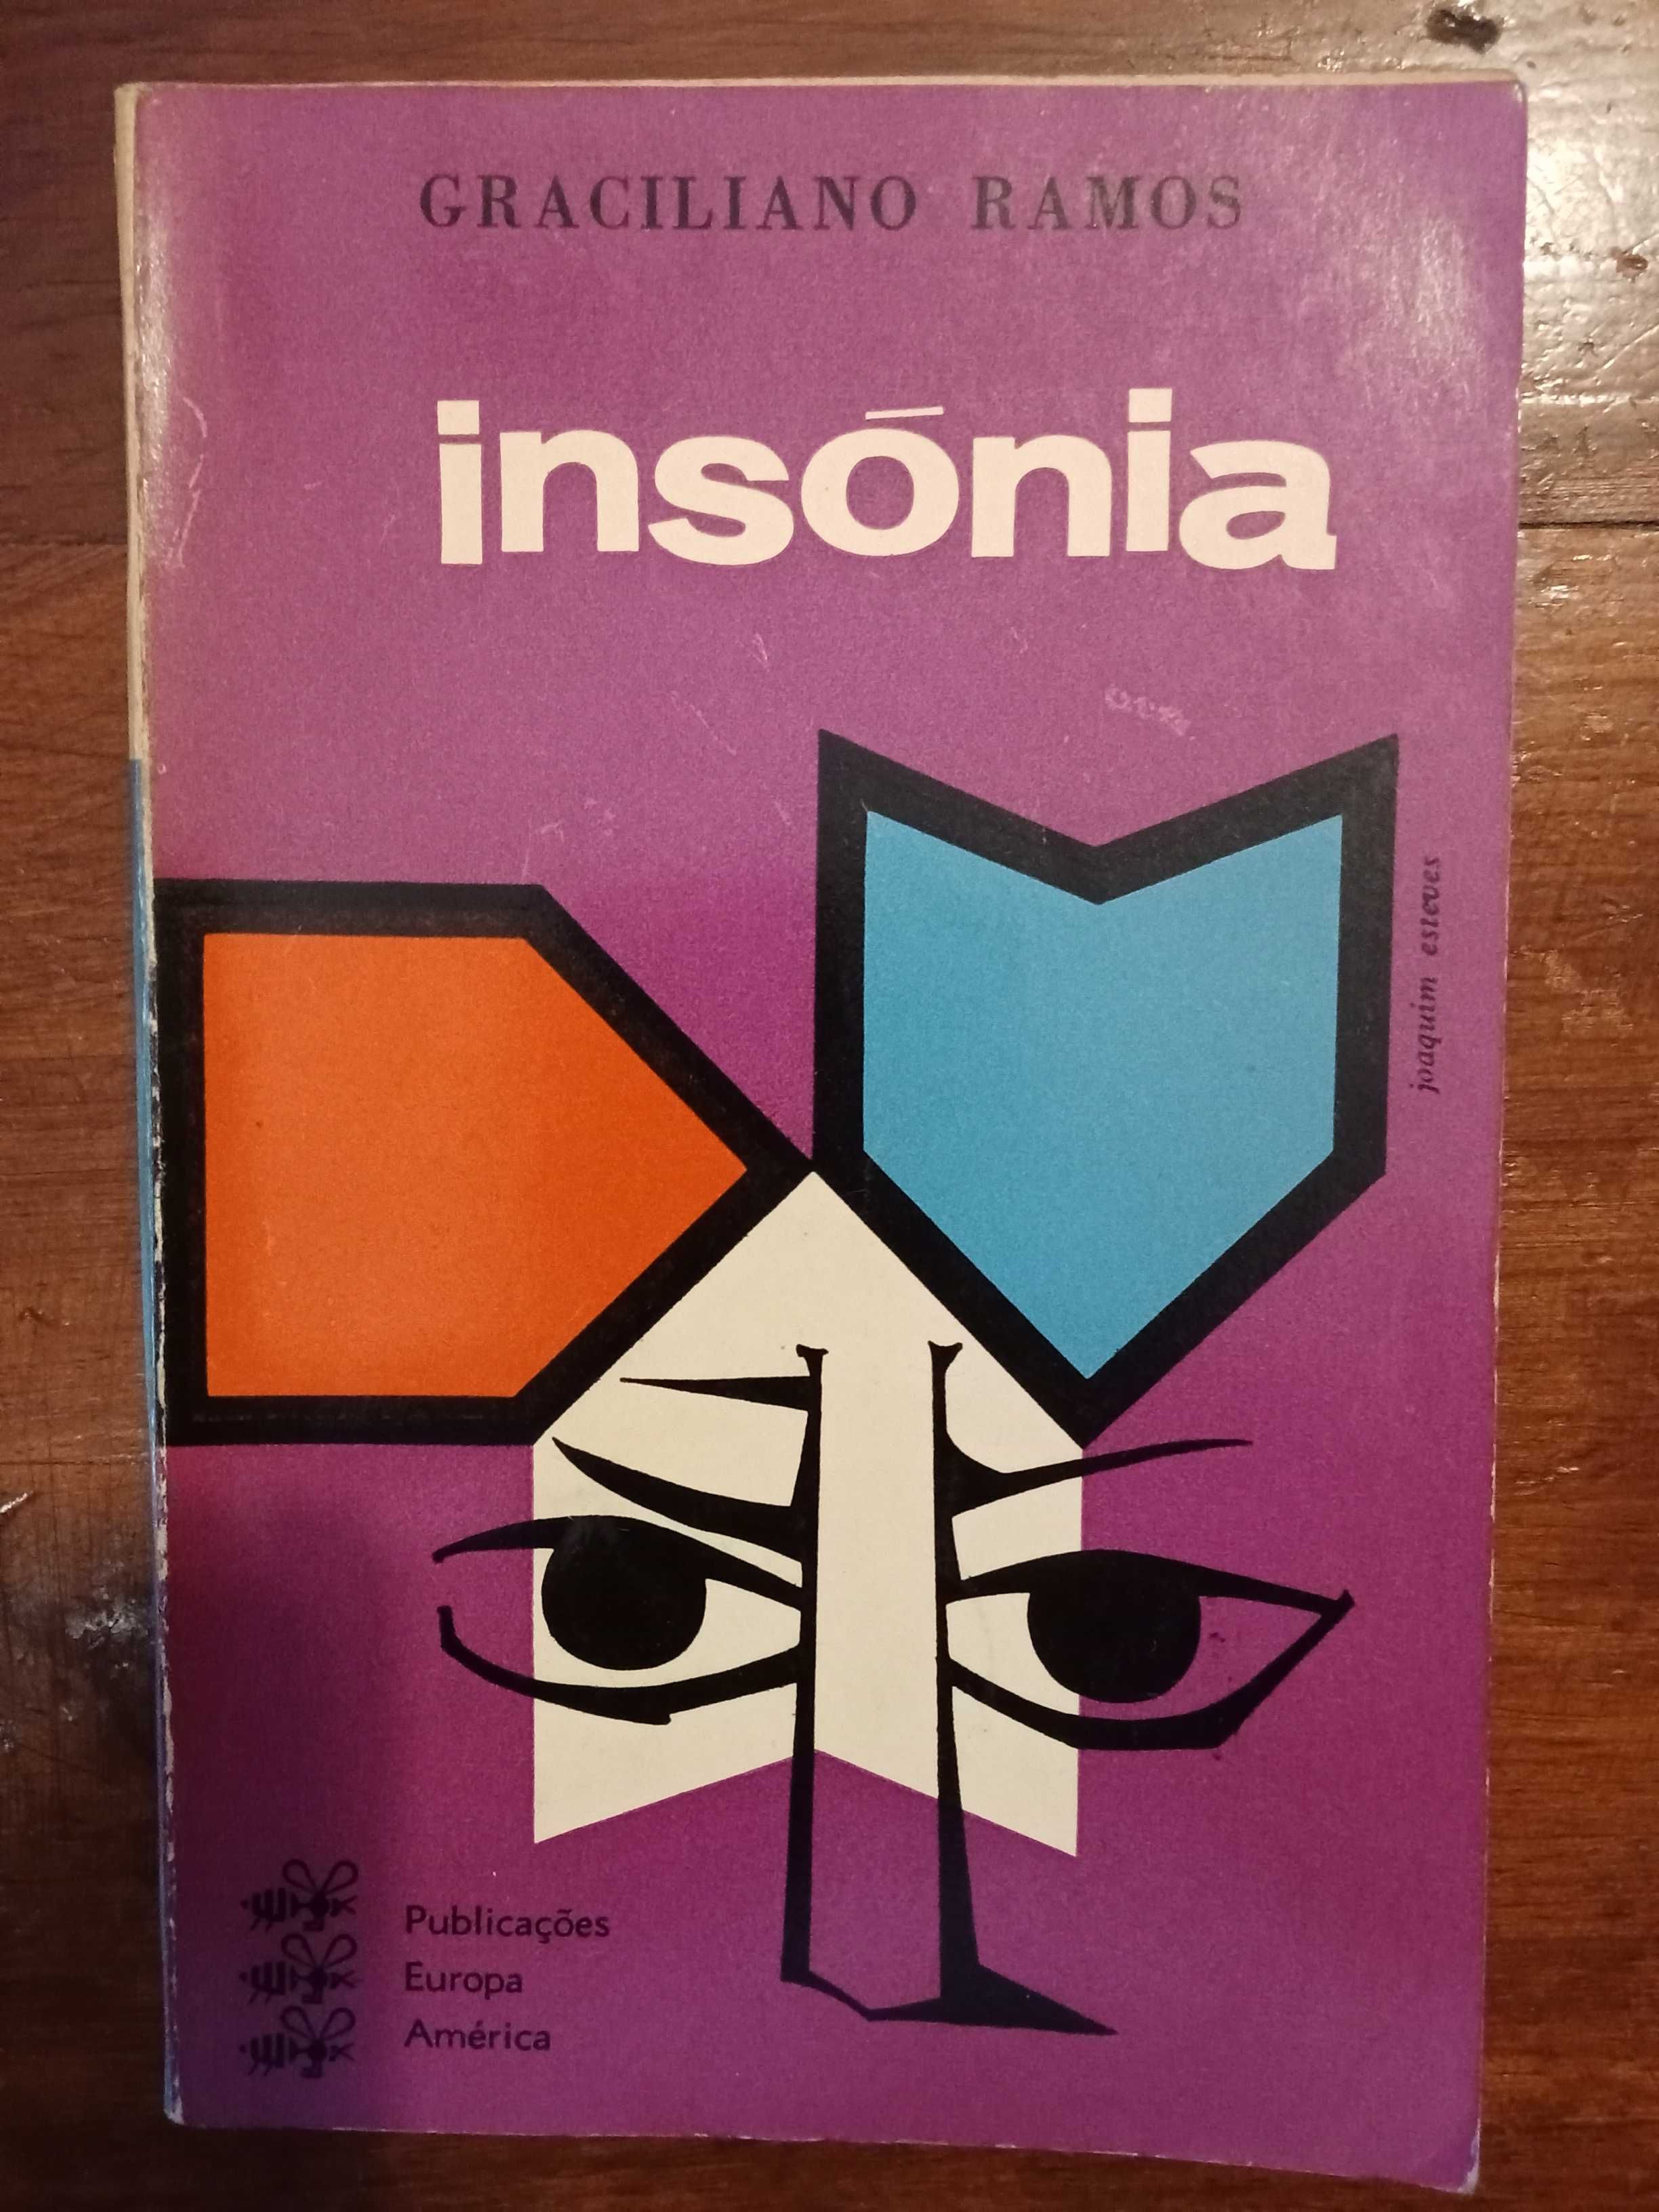 GRACILIANO RAMOS
insónia
joaquim esteves
Publicações
Europa
América